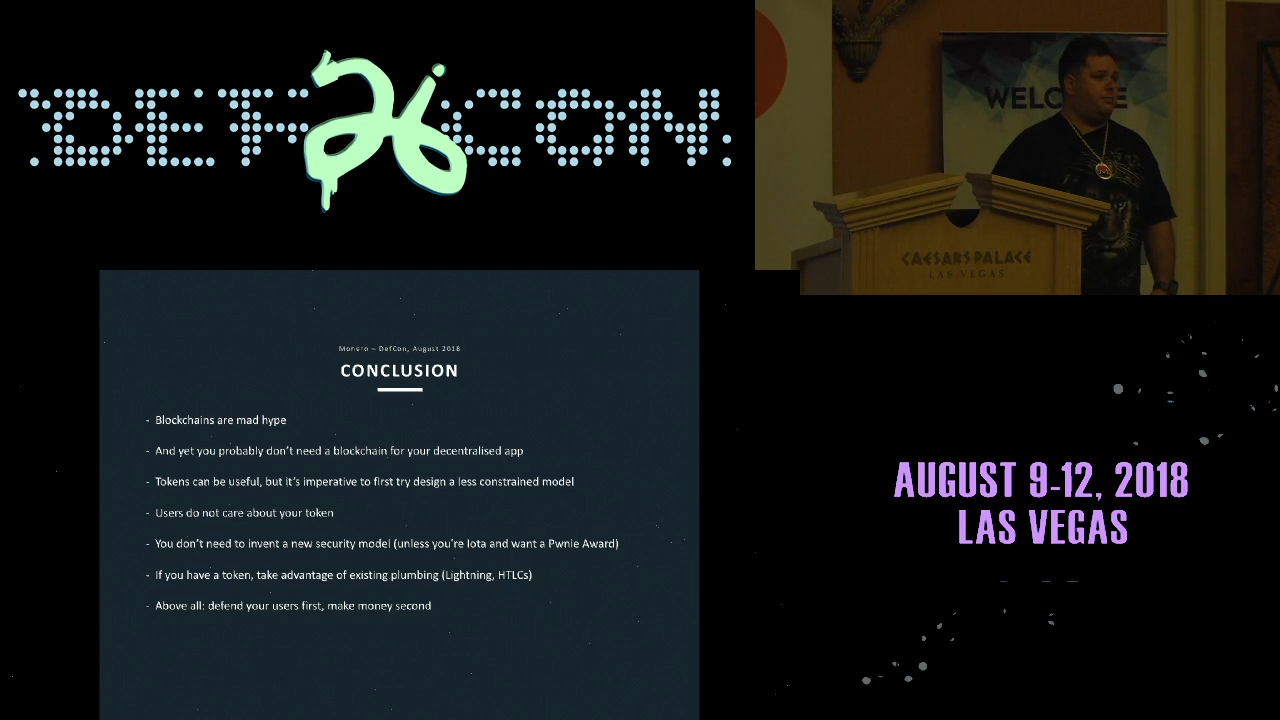 DEF 26 CON
WELCOME
CAESARS PALACE
LAS VEGAS
Monero – DefCon, August 2018
CONCLUSION
- Blockchains are mad hype
- And yet you probably don't need a blockchain for your decentralised app
- Tokens can be useful, but it's imperative to first try design a less constrained model
- Users do not care about your token
- You don't need to invent a new security model (unless you're Iota and want a Pwnie Award)
- If you have a token, take advantage of existing plumbing (Lightning, HTLCs)
- Above all: defend your users first, make money second
AUGUST 9-12, 2018
LAS VEGAS